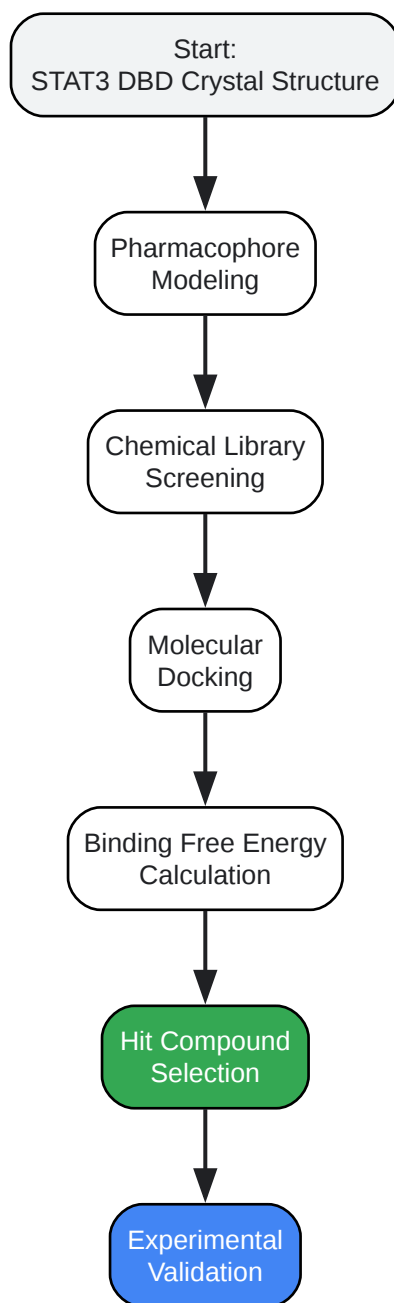 Start:
STAT3 DBD Crystal Structure
Pharmacophore
Modeling
Chemical Library
Screening
Molecular
Docking
Binding Free Energy
Calculation
Hit Compound
Selection
Experimental
Validation